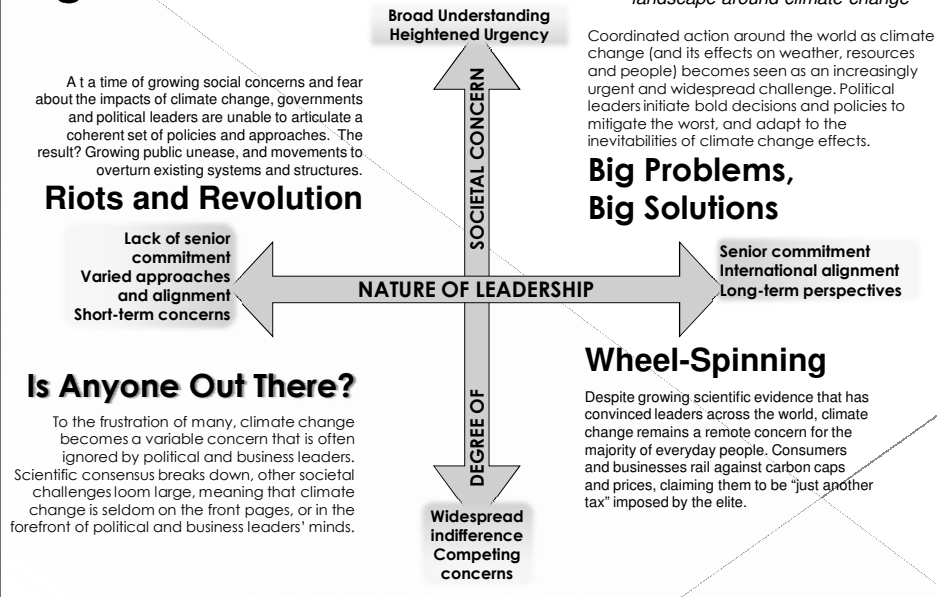 landscape around climate change
Broad Understanding
Heightened Urgency
A t a time of growing social concerns and fear
about the impacts of climate change, governments
and political leaders are unable to articulate a
coherent set of policies and approaches. The
result? Growing public unease, and movements to
overturn existing systems and structures.
Riots and Revolution
Coordinated action around the world as climate
change (and its effects on weather, resources
and people) becomes seen as an increasingly
urgent and widespread challenge. Political
leaders initiate bold decisions and policies to
mitigate the worst, and adapt to the
inevitabilities of climate change effects.
Big Problems,
Big Solutions
SOCIETAL CONCERN
Lack of senior
commitment
Varied approaches
and alignment
Short-term concerns
NATURE OF LEADERSHIP
Senior commitment
International alignment
Long-term perspectives
Is Anyone Out There?
To the frustration of many, climate change
becomes a variable concern that is often
ignored by political and business leaders.
Scientific consensus breaks down, other societal
challenges loom large, meaning that climate
change is seldom on the front pages, or in the
forefront of political and business leaders’ minds.
DEGREE OF
Wheel-Spinning
Despite growing scientific evidence that has
convinced leaders across the world, climate
change remains a remote concern for the
majority of everyday people. Consumers
and businesses rail against carbon caps
and prices, claiming them to be “just another
tax” imposed by the elite.
Widespread
indifference
Competing
concerns